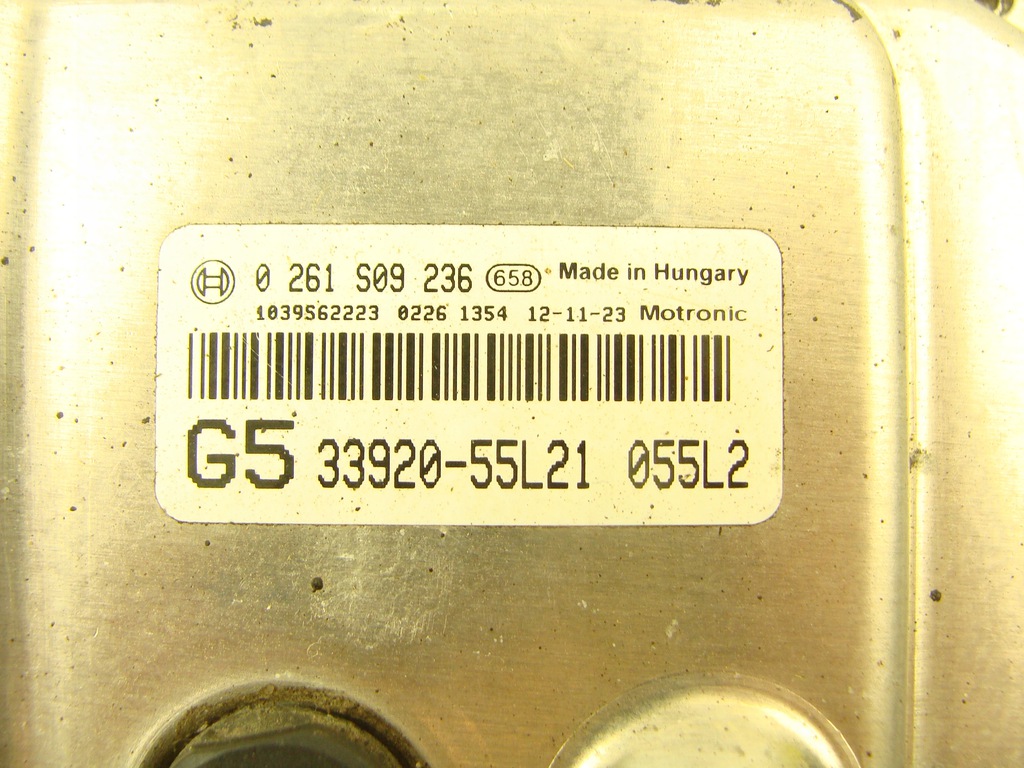 0 261 S09 236 658 Made in Hungary
1039S62223 0226 1354 12-11-23 Motronic
G5 33920-55L21 055L2